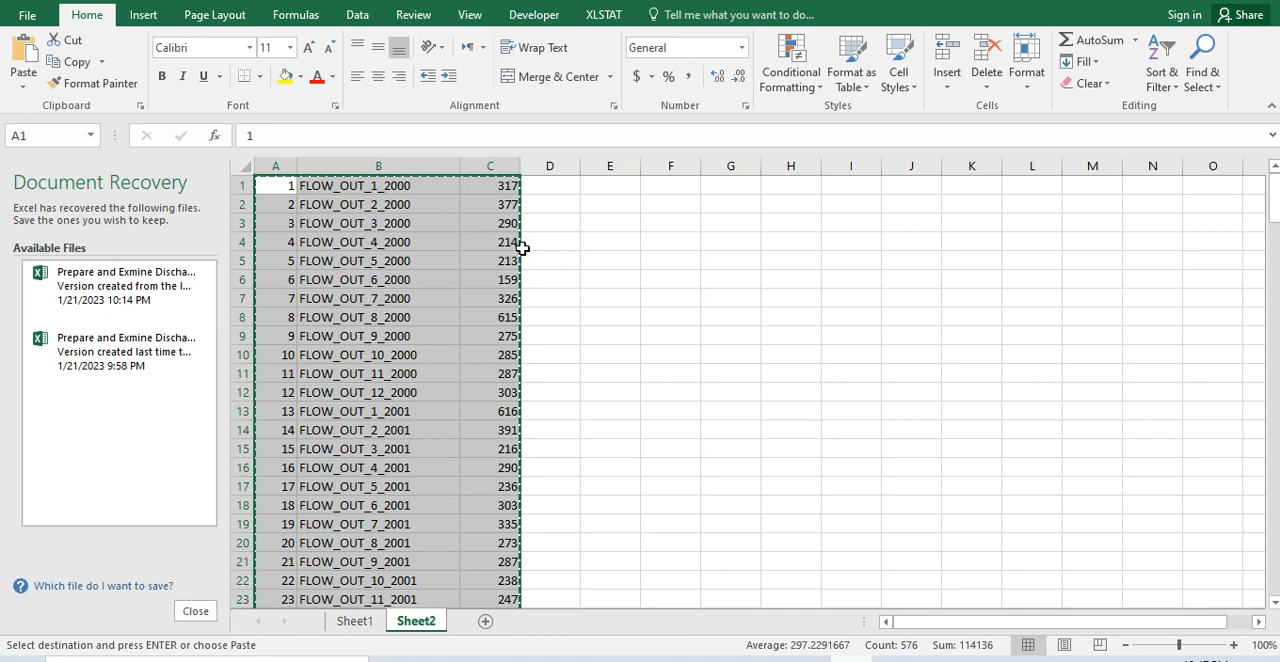 File Home Insert Page Layout Formulas Data Review View Developer XLSTAT Tell me what you want to do... Sign in Share
Cut
Copy
Format Painter
Paste
Clipboard
Calibri 11
A A
B I U A
Font
Wrap Text
Merge & Center
Alignment
General
$ % ,
Number
Conditional Formatting
Format as Table
Cell Styles
Styles
Insert Delete Format
Cells
AutoSum
Fill
Clear
Sort & Filter
Find & Select
Editing
A1 fx 1
Document Recovery
Excel has recovered the following files.
Save the ones you wish to keep.
Available Files
Prepare and Exmine Discha...
Version created from the l...
1/21/2023 10:14 PM
Prepare and Exmine Discha...
Version created last time t...
1/21/2023 9:58 PM
Which file do I want to save?
Close
A B C D E F G H I J K L M N O
1 1 FLOW_OUT_1_2000 317
2 2 FLOW_OUT_2_2000 377
3 3 FLOW_OUT_3_2000 290
4 4 FLOW_OUT_4_2000 214
5 5 FLOW_OUT_5_2000 213
6 6 FLOW_OUT_6_2000 159
7 7 FLOW_OUT_7_2000 326
8 8 FLOW_OUT_8_2000 615
9 9 FLOW_OUT_9_2000 275
10 10 FLOW_OUT_10_2000 285
11 11 FLOW_OUT_11_2000 287
12 12 FLOW_OUT_12_2000 303
13 13 FLOW_OUT_1_2001 616
14 14 FLOW_OUT_2_2001 391
15 15 FLOW_OUT_3_2001 216
16 16 FLOW_OUT_4_2001 290
17 17 FLOW_OUT_5_2001 236
18 18 FLOW_OUT_6_2001 303
19 19 FLOW_OUT_7_2001 335
20 20 FLOW_OUT_8_2001 273
21 21 FLOW_OUT_9_2001 287
22 22 FLOW_OUT_10_2001 238
23 23 FLOW_OUT_11_2001 247
Sheet1 Sheet2
Select destination and press ENTER or choose Paste Average: 297.2291667 Count: 576 Sum: 114136 100%